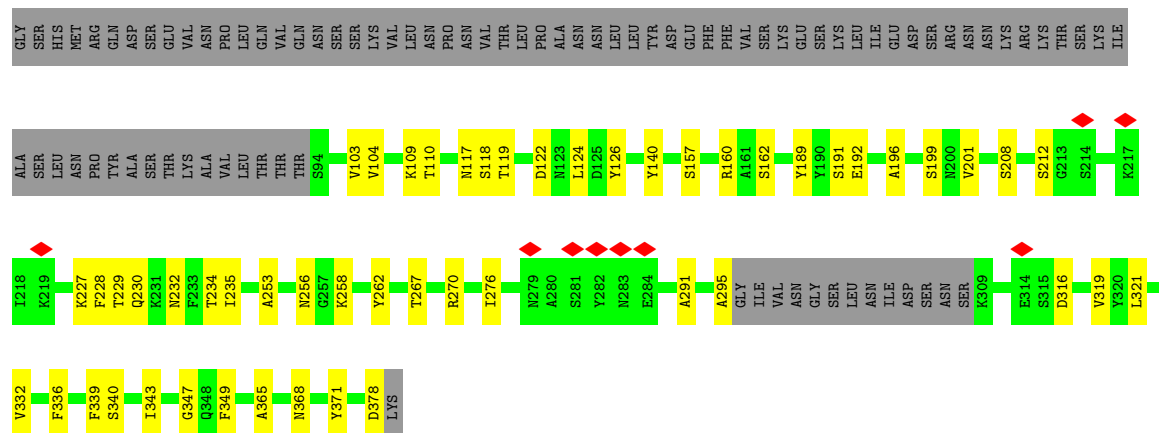 GLY SER HIS MET ARG GLN ASP SER GLU VAL ASN PRO LEU GLN VAL GLN ASN SER SER LYS VAL LEU ASN PRO ASN VAL THR LEU PRO ALA ASN ASN LEU LEU TYR ASP GLU PHE PHE VAL SER LYS GLU SER LYS LEU ILE GLU ASP SER ARG ASN ASN LYS ARG LYS THR SER LYS ILE
ALA SER LEU ASN PRO TYR ALA SER THR LYS ALA VAL LEU THR THR THR S94 V103 V104 K109 T110 N117 S118 T119 D122 N123 L124 D125 Y126 Y140 S157 R160 A161 S162 Y189 Y190 S191 E192 A196 S199 N200 V201 S208 S212 G213 S214 K217
I218 K219 K227 F228 T229 Q230 K231 N232 F233 T234 I235 A253 N256 G257 K258 Y262 T267 R270 I276 N279 A280 S281 Y282 N283 E284 A291 A295 GLY ILE VAL ASN GLY SER LEU ASN ILE ASP SER ASN SER K309 E314 S315 D316 V319 Y320 L321
V332 F336 F339 S340 I343 G347 Q348 F349 A365 N368 Y371 D378 LYS